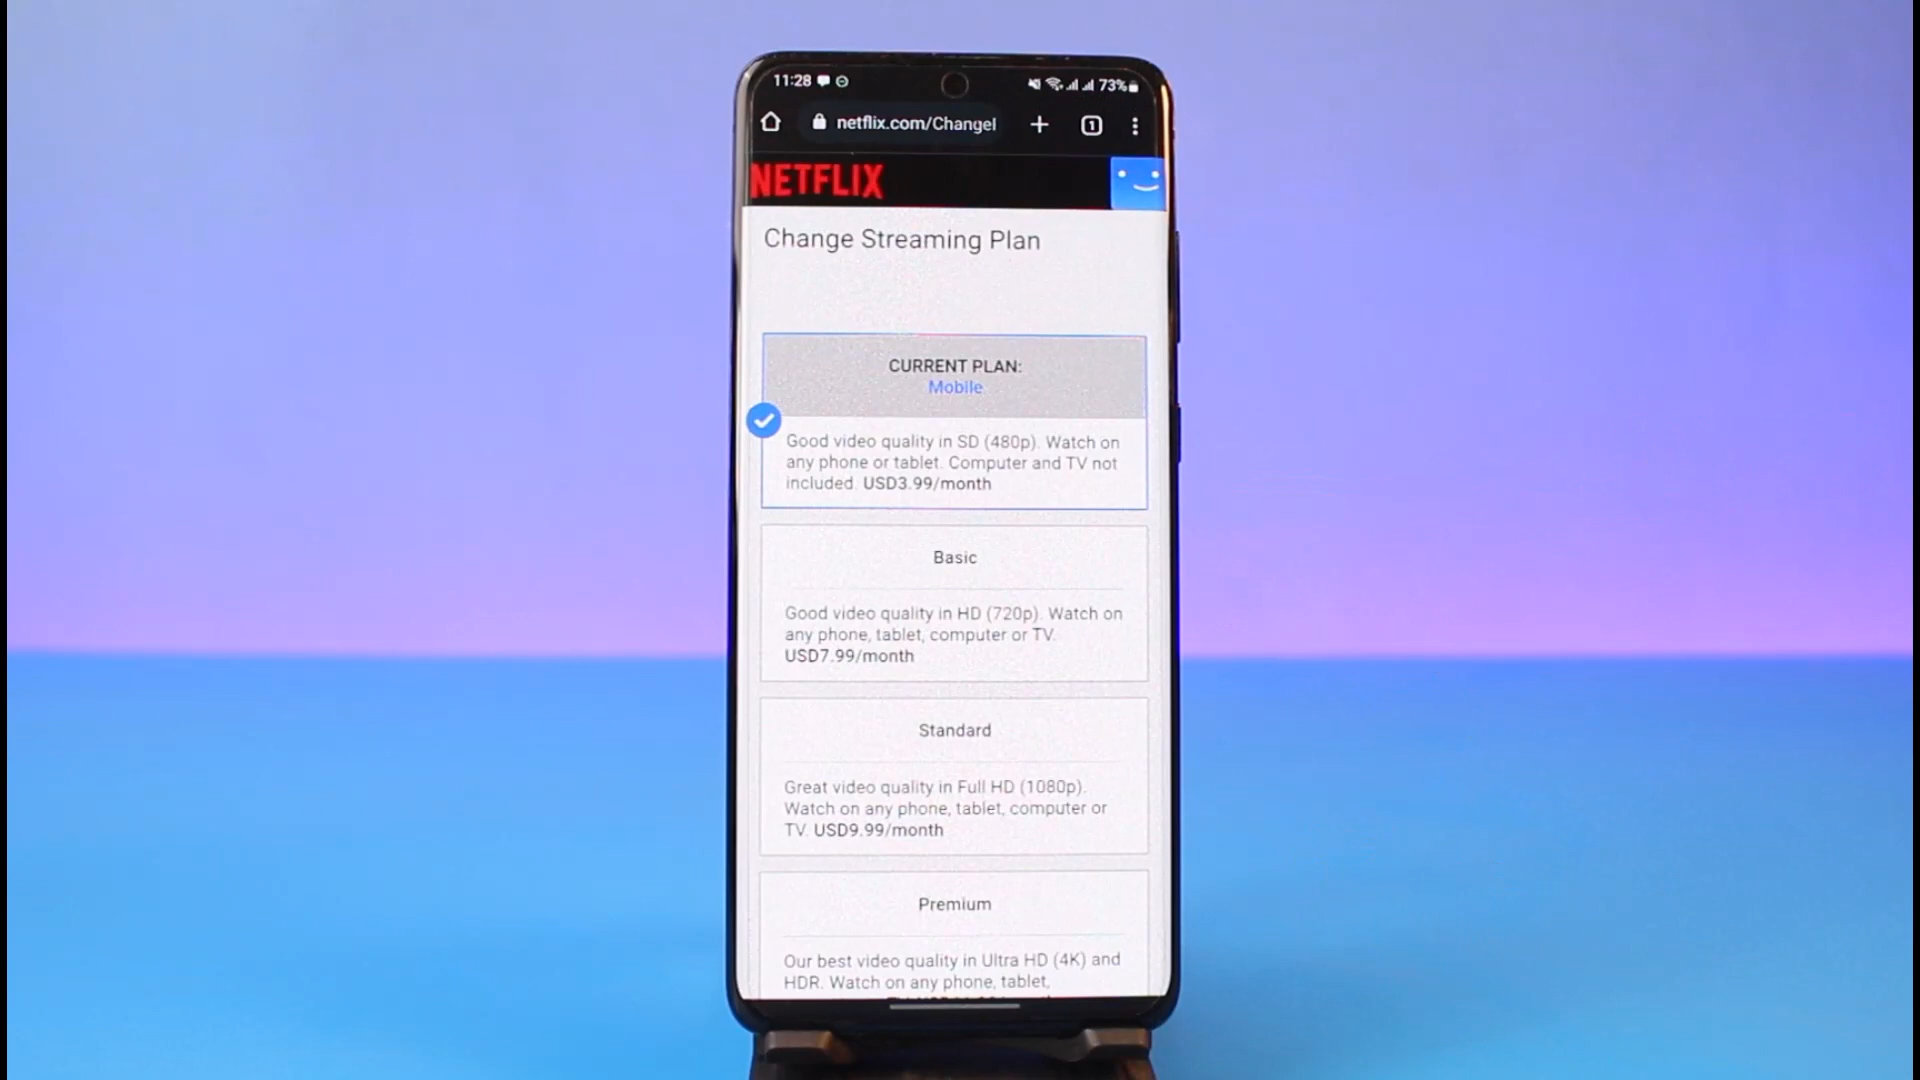 11:28
73%
netflix.com/Changel
1
NETFLIX
Change Streaming Plan
CURRENT PLAN:
Mobile
Good video quality in SD (480p). Watch on
any phone or tablet. Computer and TV not
included. USD3.99/month
Basic
Good video quality in HD (720p). Watch on
any phone, tablet, computer or TV.
USD7.99/month
Standard
Great video quality in Full HD (1080p).
Watch on any phone, tablet, computer or
TV. USD9.99/month
Premium
Our best video quality in Ultra HD (4K) and
HDR. Watch on any phone, tablet,